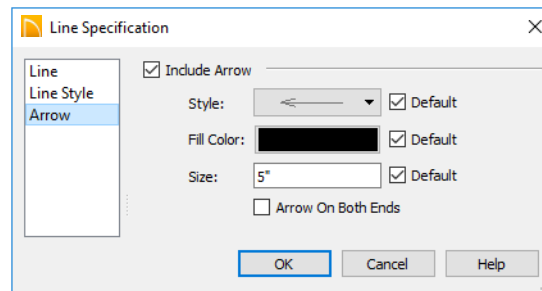 Line Specification
Line
Line Style
Arrow
Include Arrow
Style: Default
Fill Color: Default
Size: 5" Default
Arrow On Both Ends
OK Cancel Help